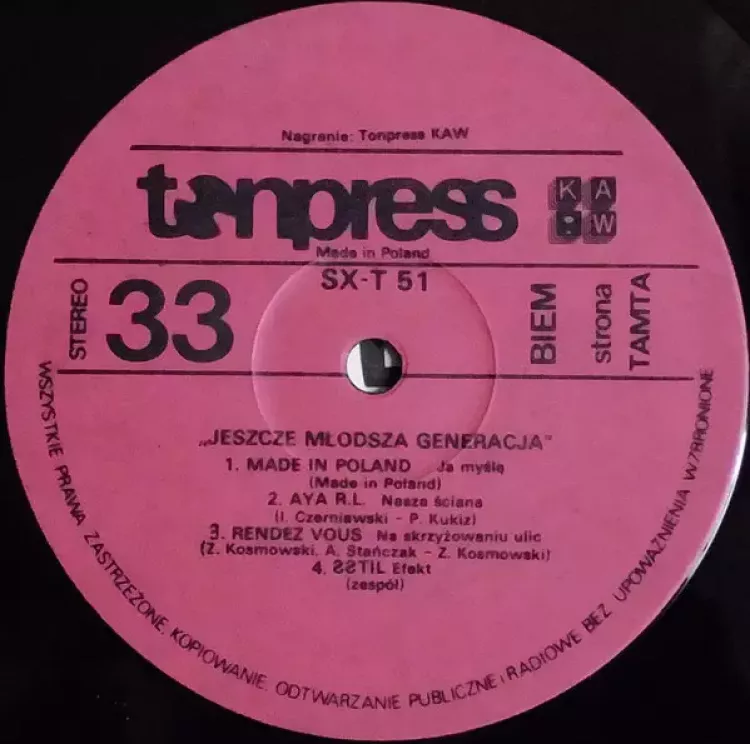 Nagranie: Tonpress KAW
tonpress
K A
W
Made in Poland
SX-T 51
STEREO
33
BIEM
strona
TAMTA
„JESZCZE MŁODSZA GENERACJA"
1. MADE IN POLAND Ja myślę
(Made in Poland)
2. AYA R.L. Nasza ściana
(I. Czerniawski - P. Kukiz)
3. RENDEZ VOUS Na skrzyżowaniu ulic
(Z. Kosmowski, A. Stańczak - Z. Kosmowski)
4. SSTIL Efekt
(zespół)
WSZYSTKIE PRAWA ZASTRZEŻONE. KOPIOWANIE, ODTWARZANIE PUBLICZNE i RADIOWE BEZ UPOWAŻNIENIA WZBRONIONE